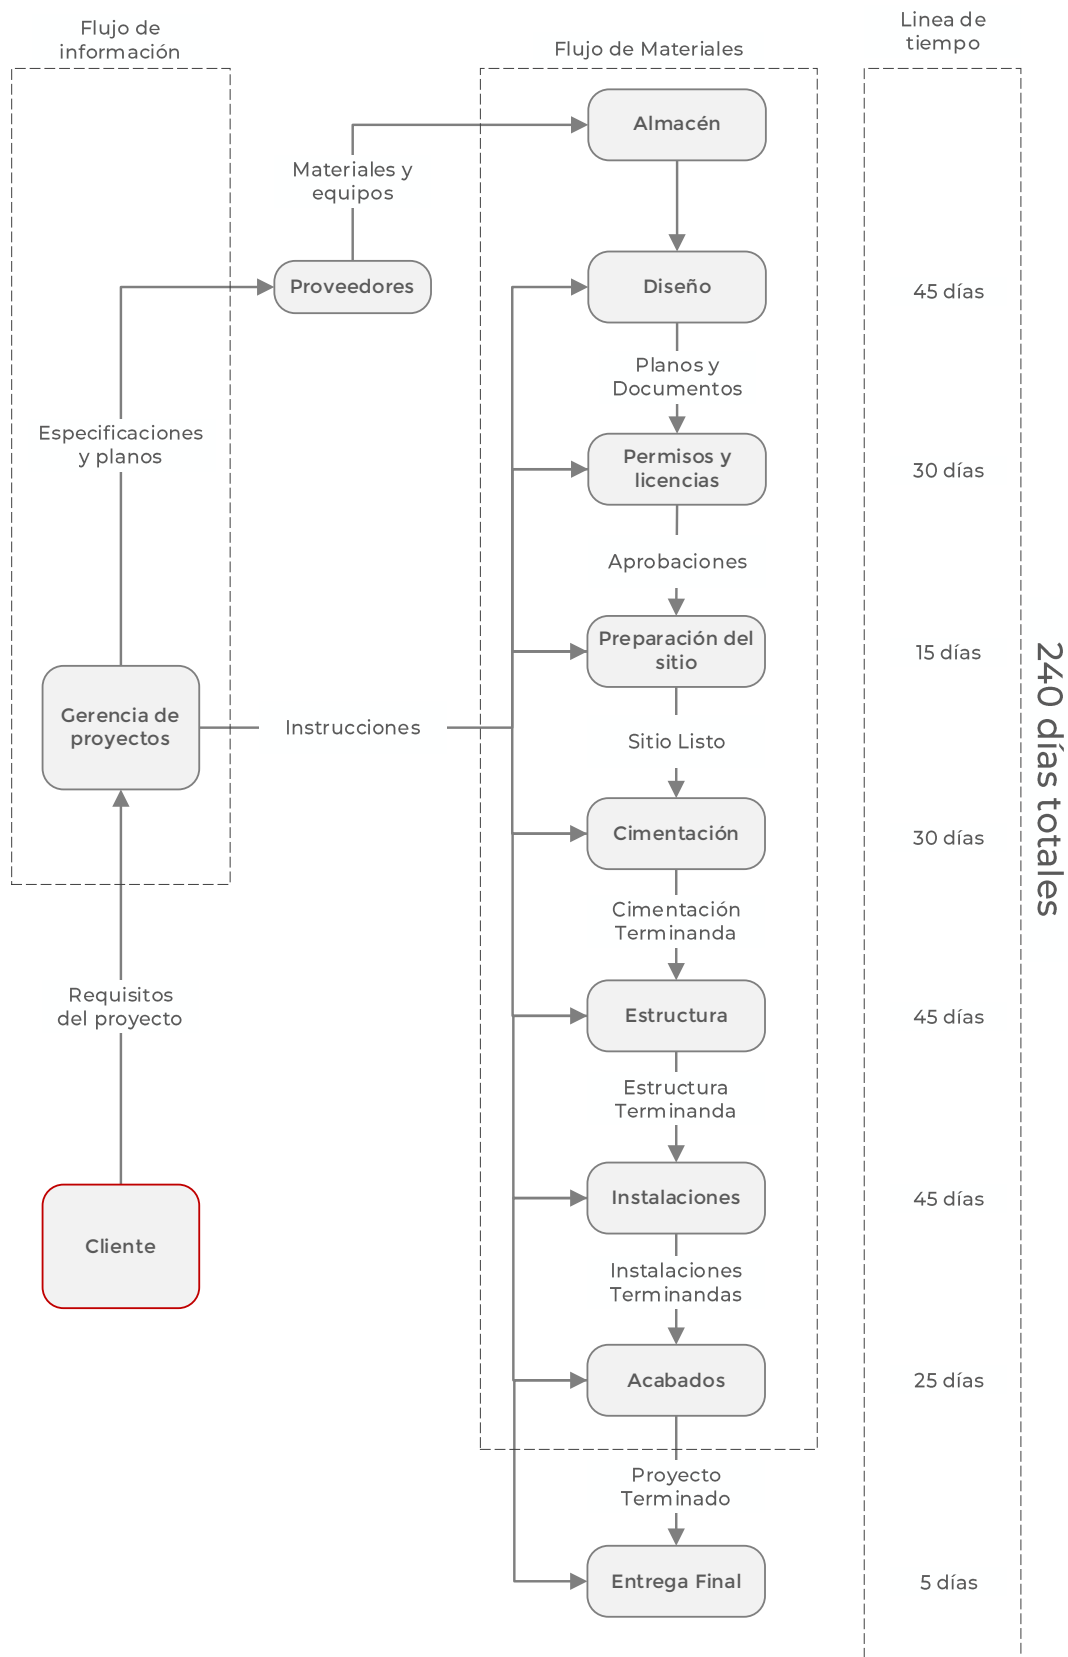 Flujo de
información
Flujo de Materiales
Linea de
tiempo
Almacén
Materiales y
equipos
Proveedores
Diseño
45 días
Planos y
Documentos
Especificaciones
y planos
Permisos y
licencias
30 días
Aprobaciones
Preparación del
sitio
15 días
240 días totales
Gerencia de
proyectos
Instrucciones
Sitio Listo
Cimentación
30 días
Cimentación
Terminanda
Requisitos
del proyecto
Estructura
45 días
Estructura
Terminanda
Instalaciones
45 días
Cliente
Instalaciones
Terminandas
Acabados
25 días
Proyecto
Terminado
Entrega Final
5 días